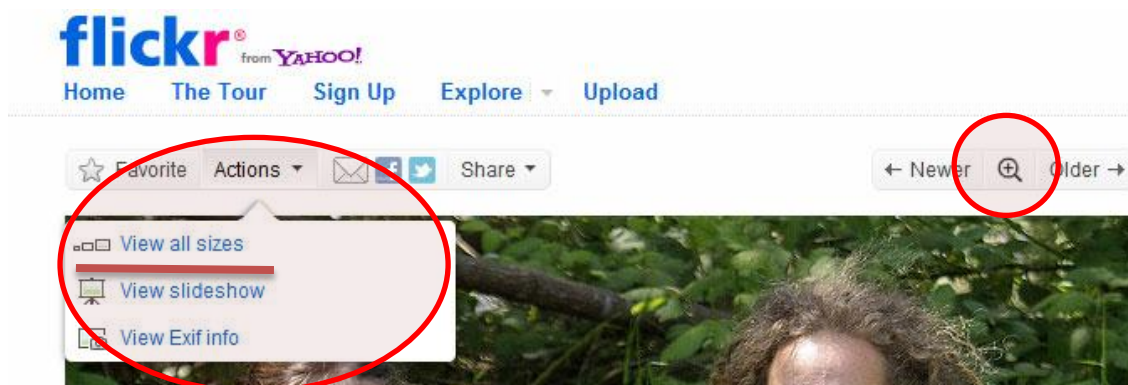 flickr® from YAHOO!
Home The Tour Sign Up Explore Upload
Favorite Actions Share ← Newer Older →
View all sizes
View slideshow
View Exif info